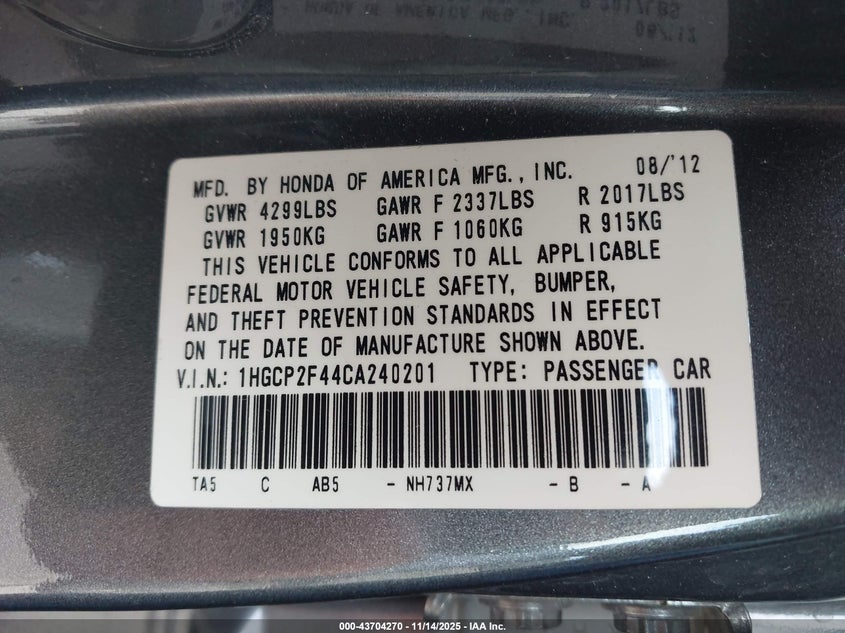 MFD. BY HONDA OF AMERICA MFG., INC. 08/'12
GVWR 4299LBS GAWR F 2337LBS R 2017LBS
GVWR 1950KG GAWR F 1060KG R 915KG
THIS VEHICLE CONFORMS TO ALL APPLICABLE
FEDERAL MOTOR VEHICLE SAFETY, BUMPER,
AND THEFT PREVENTION STANDARDS IN EFFECT
ON THE DATE OF MANUFACTURE SHOWN ABOVE.
V.I.N.: 1HGCP2F44CA240201 TYPE: PASSENGER CAR
TA5 C AB5 - NH737MX - B - A
000-43704270 - 11/14/2025 - IAA Inc.